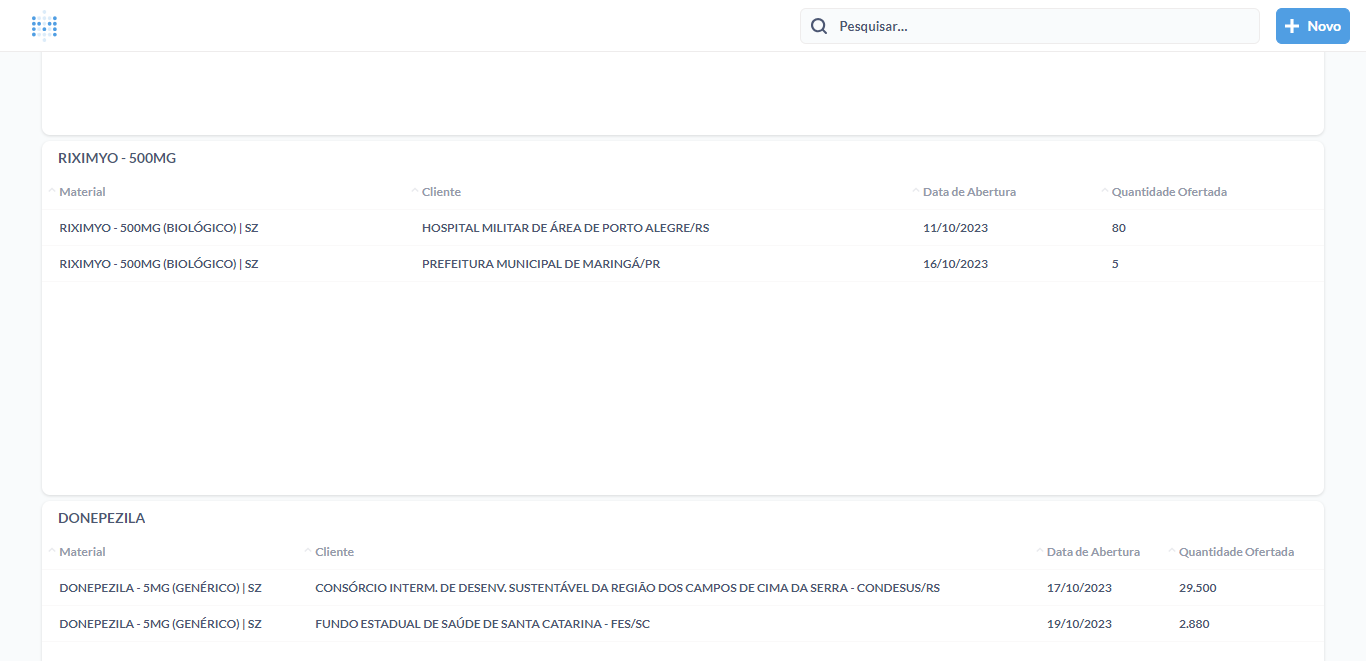 Pesquisar...
Novo
RIXIMYO - 500MG
Material Cliente Data de Abertura Quantidade Ofertada
RIXIMYO - 500MG (BIOLÓGICO) | SZ HOSPITAL MILITAR DE ÁREA DE PORTO ALEGRE/RS 11/10/2023 80
RIXIMYO - 500MG (BIOLÓGICO) | SZ PREFEITURA MUNICIPAL DE MARINGÁ/PR 16/10/2023 5
DONEPEZILA
Material Cliente Data de Abertura Quantidade Ofertada
DONEPEZILA - 5MG (GENÉRICO) | SZ CONSÓRCIO INTERM. DE DESENV. SUSTENTÁVEL DA REGIÃO DOS CAMPOS DE CIMA DA SERRA - CONDESUS/RS 17/10/2023 29.500
DONEPEZILA - 5MG (GENÉRICO) | SZ FUNDO ESTADUAL DE SAÚDE DE SANTA CATARINA - FES/SC 19/10/2023 2.880